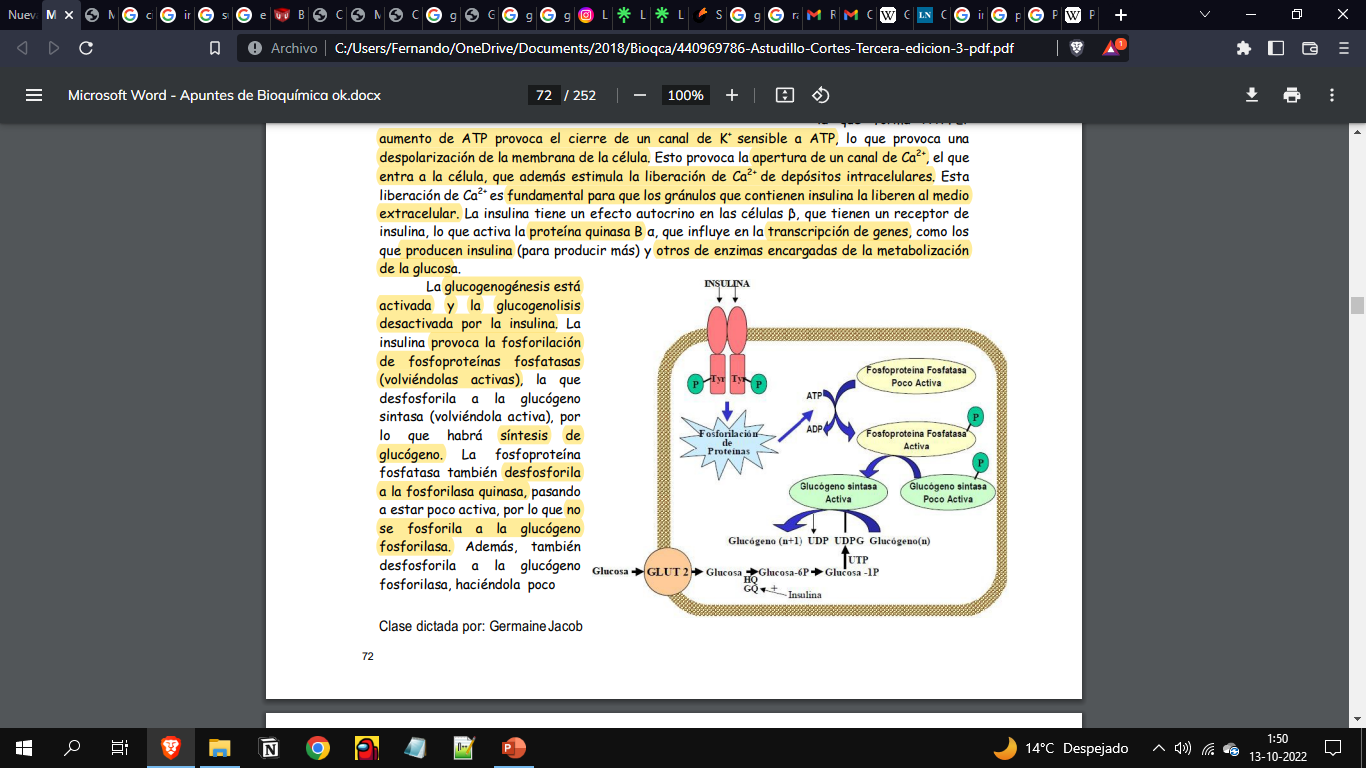 Nueva
M
M
C
in
su
e
B
C
M
C
g
g
G
g
g
L
L
L
S
g
ra
R
C
G
C
in
p
P
P
Archivo
C:/Users/Fernando/OneDrive/Documents/2018/Bioqca/440969786-Astudillo-Cortes-Tercera-edicion-3-pdf.pdf
1
Microsoft Word - Apuntes de Bioquímica ok.docx
72 / 252
100%
aumento de ATP provoca el cierre de un canal de K⁺ sensible a ATP, lo que provoca una
despolarización de la membrana de la célula. Esto provoca la apertura de un canal de Ca²⁺, el que
entra a la célula, que además estimula la liberación de Ca²⁺ de depósitos intracelulares. Esta
liberación de Ca²⁺ es fundamental para que los gránulos que contienen insulina la liberen al medio
extracelular. La insulina tiene un efecto autocrino en las células β, que tienen un receptor de
insulina, lo que activa la proteína quinasa B a, que influye en la transcripción de genes, como los
que producen insulina (para producir más) y otros de enzimas encargadas de la metabolización
de la glucosa.
La glucogenogénesis está
activada y la glucogenolisis
desactivada por la insulina. La
insulina provoca la fosforilación
de fosfoproteínas fosfatasas
(volviéndolas activas), la que
desfosforila a la glucógeno
sintasa (volviéndola activa), por
lo que habrá síntesis de
glucógeno. La fosfoproteína
fosfatasa también desfosforila
a la fosforilasa quinasa, pasando
a estar poco activa, por lo que no
se fosforila a la glucógeno
fosforilasa. Además, también
desfosforila a la glucógeno
fosforilasa, haciéndola poco
INSULINA
Tyr Tyr
P
P
Fosforilación
de
Proteínas
ATP
ADP
Fosfoproteina Fosfatasa
Poco Activa
P
Fosfoproteina Fosfatasa
Activa
P
Glucógeno sintasa
Activa
Glucógeno sintasa
Poco Activa
Glucógeno (n+1) UDP UDPG Glucógeno(n)
UTP
Glucosa GLUT 2 Glucosa Glucosa-6P Glucosa -1P
HQ
GQ + Insulina
Clase dictada por: Germaine Jacob
72
14°C Despejado
1:50
13-10-2022